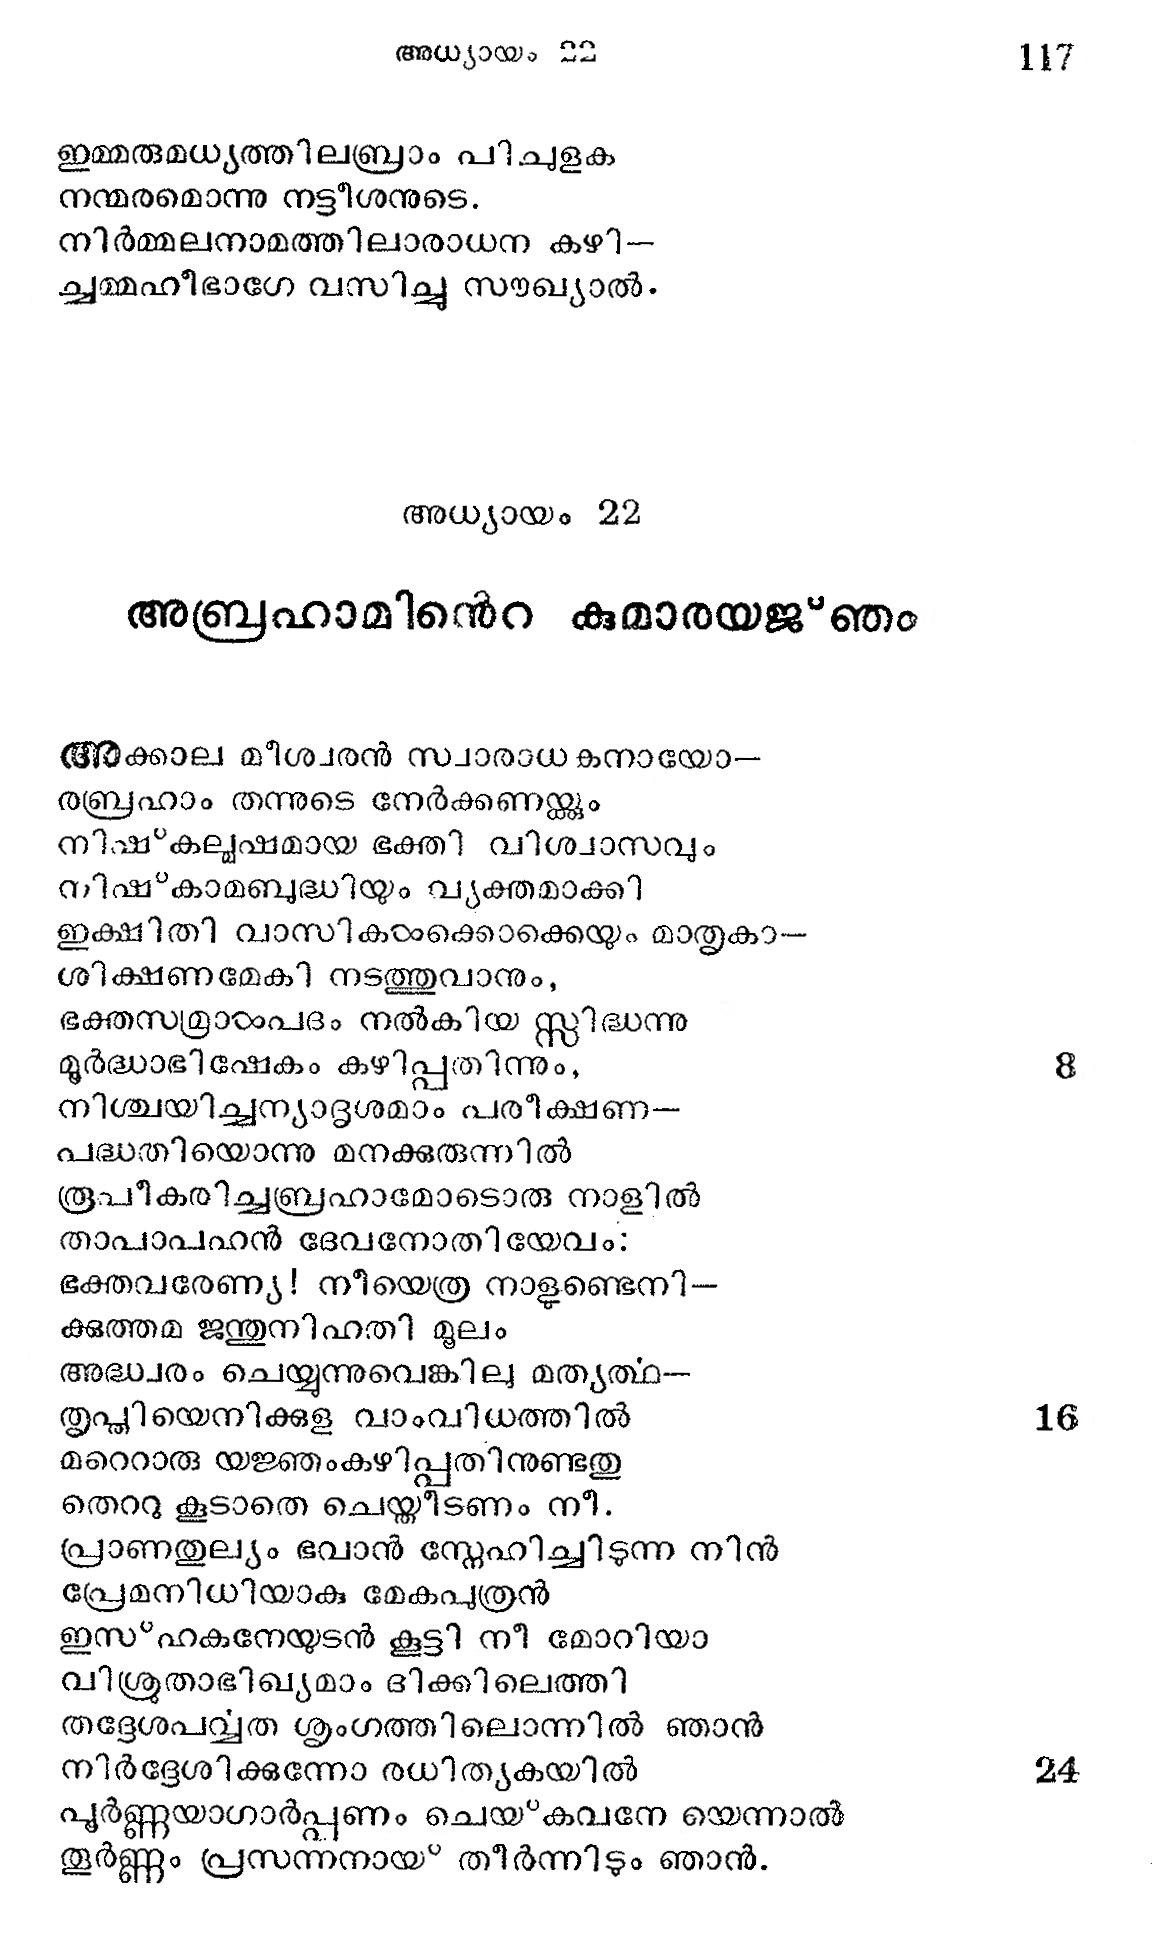 അധ്യായം 22
117
ഇമ്മരുമധ്യത്തിലബ്രാം പിചുളക
നന്മരമൊന്നു നട്ടീശനുടെ.
നിർമ്മലനാമത്തിലാരാധന കഴി—
ച്ചമ്മഹീഭാഗേ വസിച്ചു സൗഖ്യാൽ.
അധ്യായം 22
അബ്രഹാമിൻെറ കുമാരയജ്ഞം
അക്കാല മീശ്വരൻ സ്വാരാധകനായോ—
രബ്രഹാം തന്നുടെ നേർക്കണയ്ക്കും
നിഷ്കല്മഷമായ ഭക്തി വിശ്വാസവും
നിഷ്കാമബുദ്ധിയും വ്യക്തമാക്കി
ഇക്ഷിതി വാസികൾക്കൊക്കെയും മാതൃകാ—
ശിക്ഷണമേകി നടത്തുവാനും,
ഭക്തസമ്രാൾപദം നൽകിയ സ്സിദ്ധന്നു
മൂർദ്ധാഭിഷേകം കഴിപ്പതിന്നും,
8
നിശ്ചയിച്ചന്യാദൃശമാം പരീക്ഷണ—
പദ്ധതിയൊന്നു മനക്കുരുന്നിൽ
രൂപീകരിച്ചബ്രഹാമോടൊരു നാളിൽ
താപാപഹൻ ദേവനോതിയേവം:
ഭക്തവരേണ്യ! നീയെത്ര നാളുണ്ടെനി—
ക്കുത്തമ ജന്തുനിഹതി മൂലം
അദ്ധ്വരം ചെയ്യുന്നുവെങ്കിലു മത്യർത്ഥ—
തൃപ്തിയെനിക്കുള വാംവിധത്തിൽ
16
മറെറാരു യജ്ഞംകഴിപ്പതിനുണ്ടതു
തെററു കൂടാതെ ചെയ്തീടണം നീ.
പ്രാണതുല്യം ഭവാൻ സ്നേഹിച്ചിടുന്ന നിൻ
പ്രേമനിധിയാകു മേകപുത്രൻ
ഇസ്ഹകനേയുടൻ കൂട്ടി നീ മോറിയാ
വിശ്രുതാഭിഖ്യമാം ദിക്കിലെത്തി
തദ്ദേശപർവ്വത ശൃംഗത്തിലൊന്നിൽ ഞാൻ
നിർദ്ദേശിക്കുന്നോ രധിത്യകയിൽ
24
പൂർണ്ണയാഗാർപ്പണം ചെയ്കവനേ യെന്നാൽ
തൂർണ്ണം പ്രസന്നനായ് തീർന്നിടും ഞാൻ.